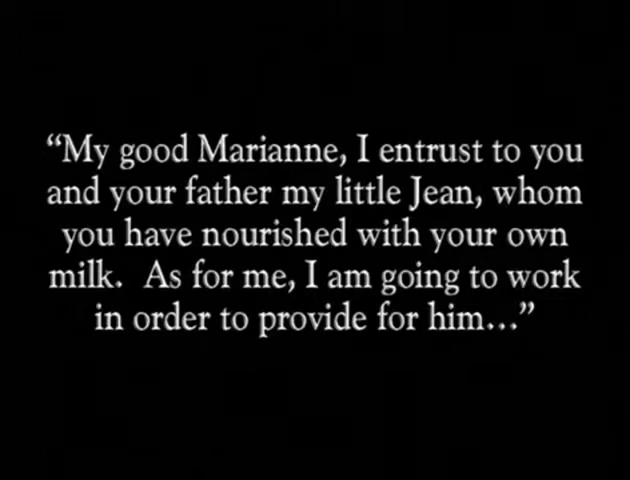 “My good Marianne, I entrust to you
and your father my little Jean, whom
you have nourished with your own
milk.  As for me, I am going to work
in order to provide for him...”